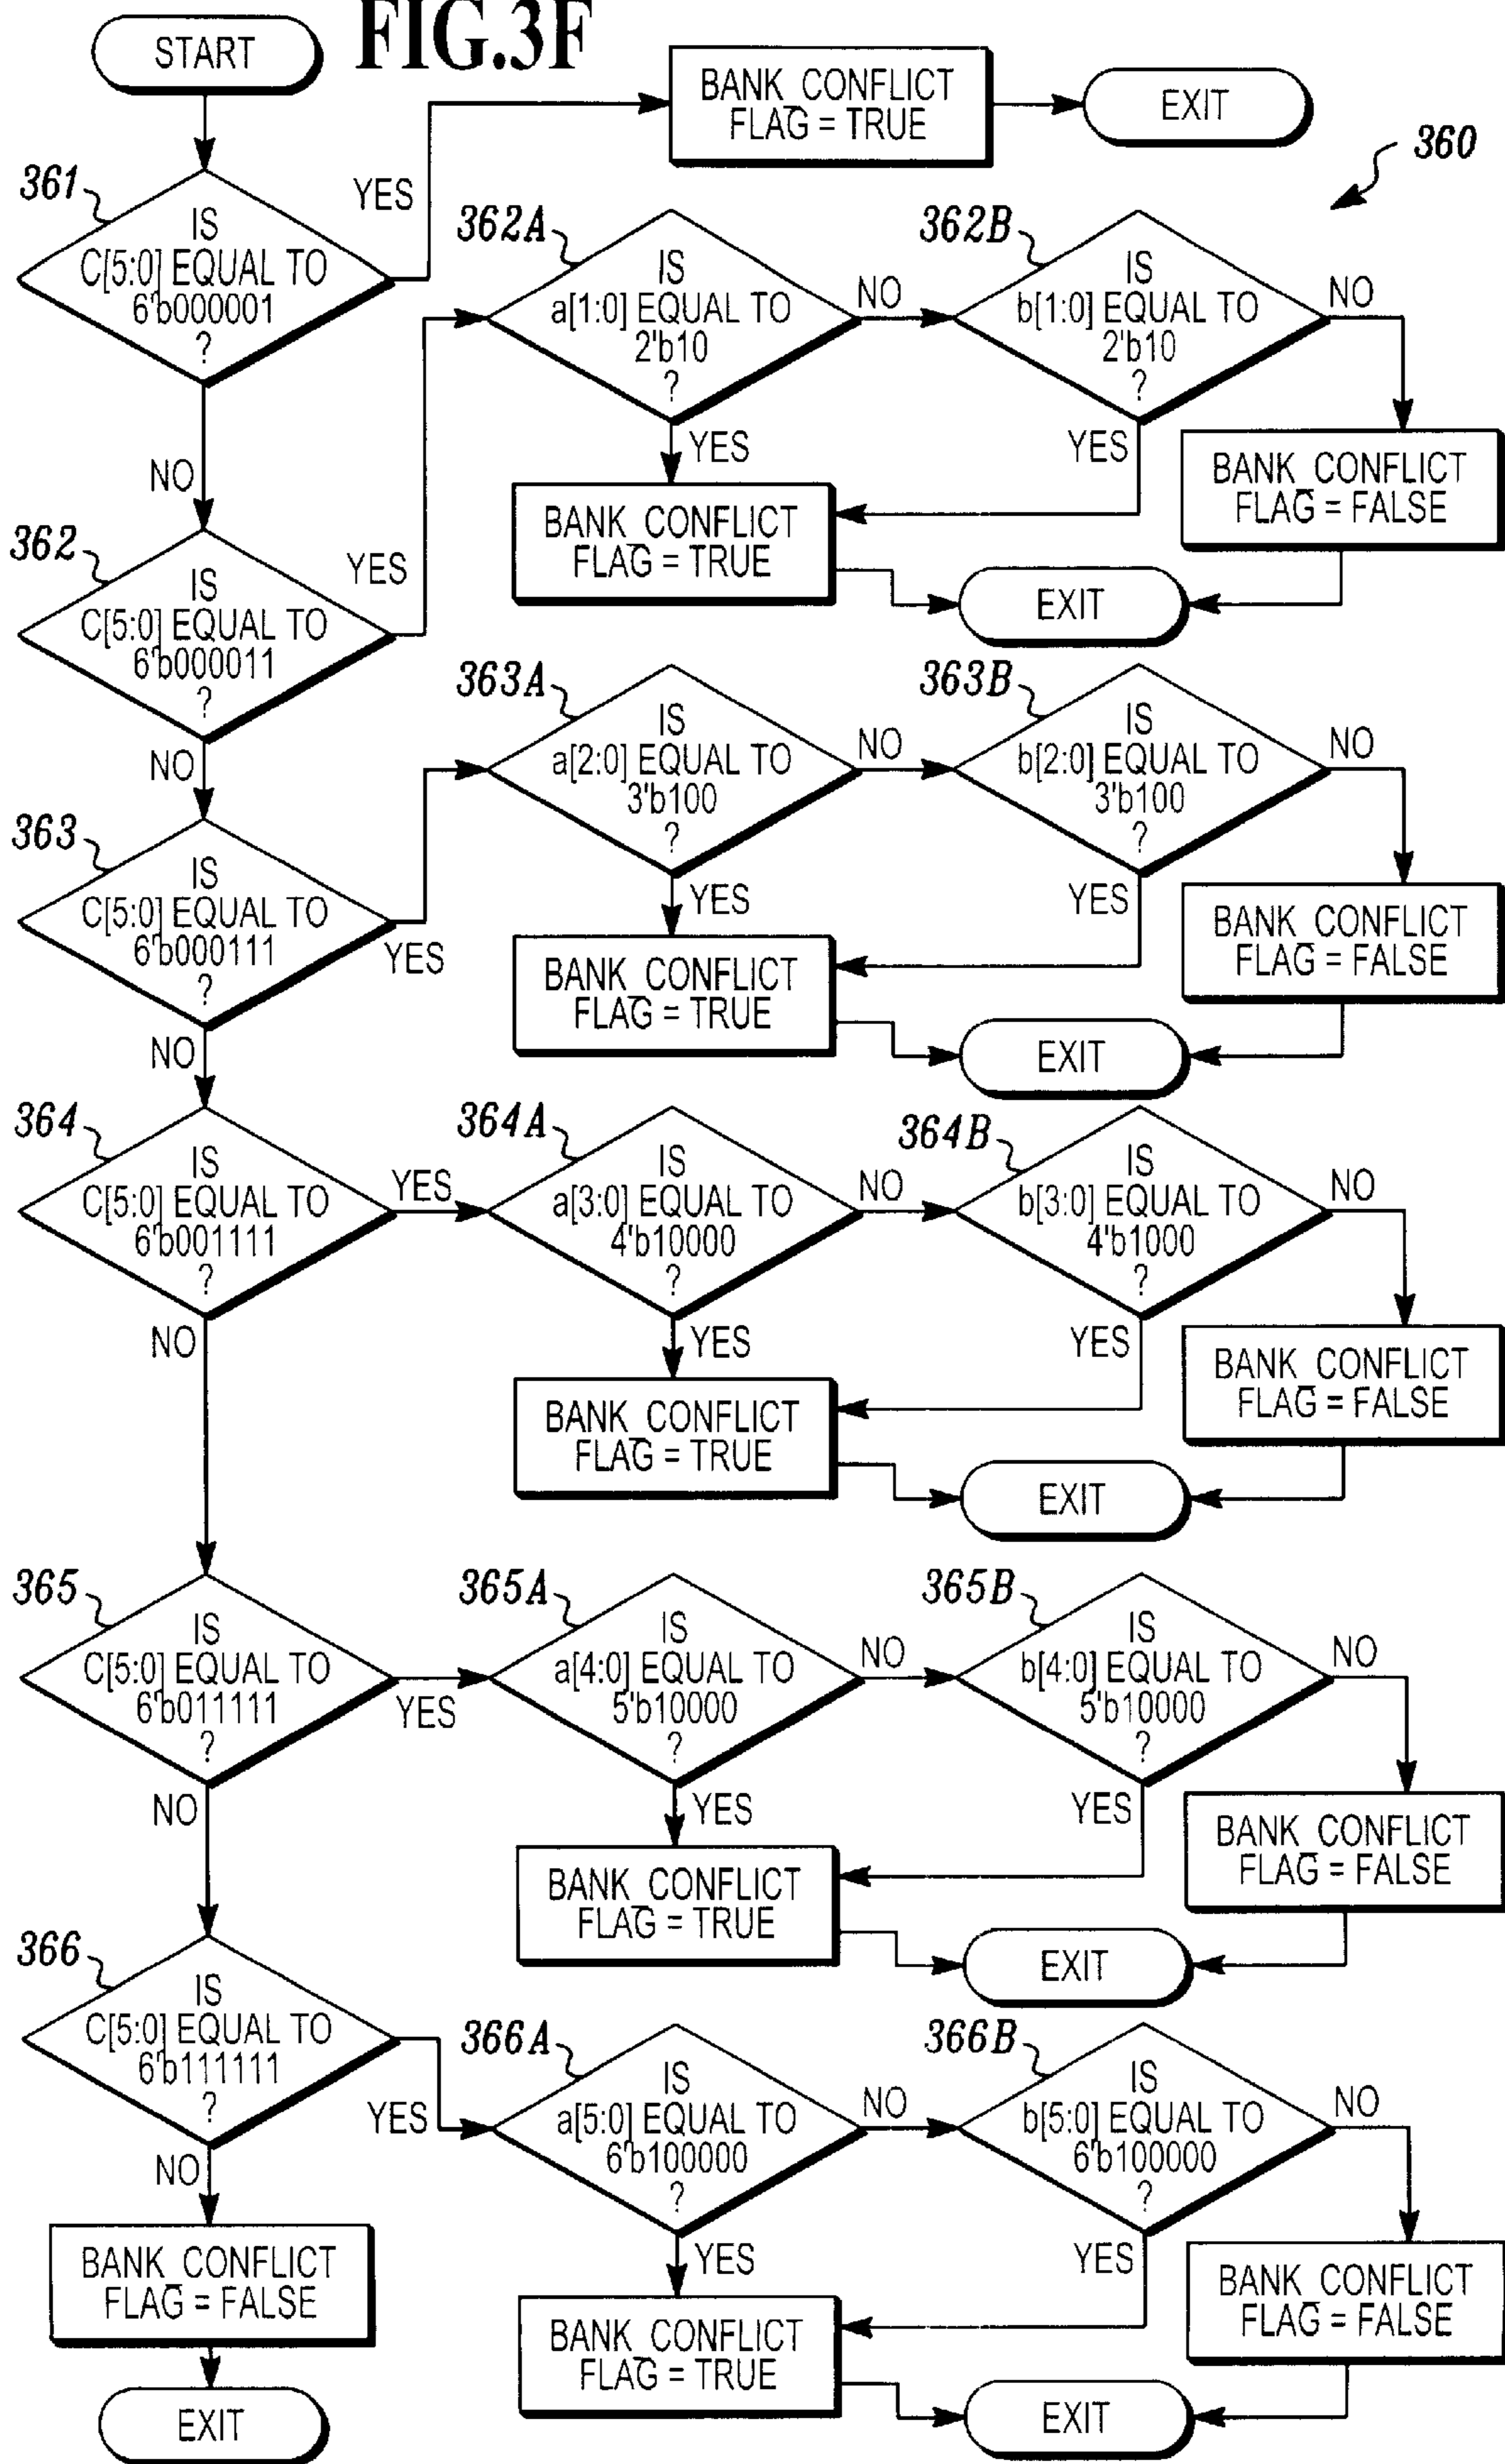 FIG.3F
START
BANK_CONFLICT
FLAG = TRUE
EXIT
360
361
IS
C[5:0] EQUAL TO
6'b000001
?
YES
NO
362A
IS
a[1:0] EQUAL TO
2'b10
?
NO
YES
362B
IS
b[1:0] EQUAL TO
2'b10
?
NO
YES
BANK_CONFLICT
FLAG = TRUE
BANK_CONFLICT
FLAG = FALSE
EXIT
362
IS
C[5:0] EQUAL TO
6'b000011
?
YES
NO
363A
IS
a[2:0] EQUAL TO
3'b100
?
NO
YES
363B
IS
b[2:0] EQUAL TO
3'b100
?
NO
YES
BANK_CONFLICT
FLAG = TRUE
BANK_CONFLICT
FLAG = FALSE
EXIT
363
IS
C[5:0] EQUAL TO
6'b000111
?
YES
NO
364
IS
C[5:0] EQUAL TO
6'b001111
?
YES
NO
364A
IS
a[3:0] EQUAL TO
4'b10000
?
NO
YES
364B
IS
b[3:0] EQUAL TO
4'b1000
?
NO
YES
BANK_CONFLICT
FLAG = TRUE
BANK_CONFLICT
FLAG = FALSE
EXIT
365
IS
C[5:0] EQUAL TO
6'b011111
?
YES
NO
365A
IS
a[4:0] EQUAL TO
5'b10000
?
NO
YES
365B
IS
b[4:0] EQUAL TO
5'b10000
?
NO
YES
BANK_CONFLICT
FLAG = TRUE
BANK_CONFLICT
FLAG = FALSE
EXIT
366
IS
C[5:0] EQUAL TO
6'b111111
?
YES
NO
366A
IS
a[5:0] EQUAL TO
6'b100000
?
NO
YES
366B
IS
b[5:0] EQUAL TO
6'b100000
?
NO
YES
BANK_CONFLICT
FLAG = FALSE
EXIT
BANK_CONFLICT
FLAG = TRUE
BANK_CONFLICT
FLAG = FALSE
EXIT